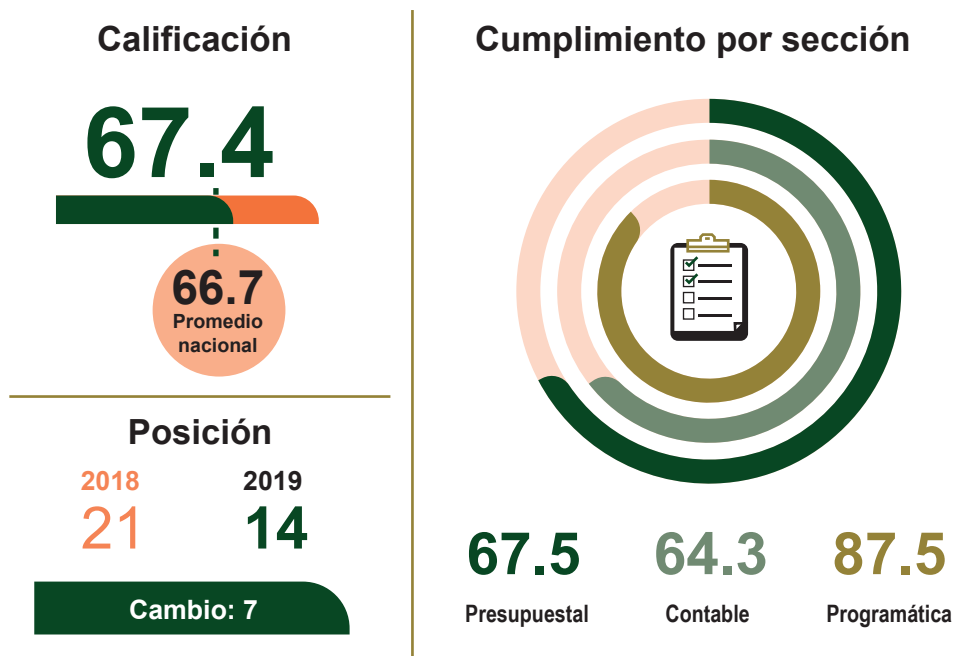 Calificación
67.4
66.7
Promedio
nacional
Posición
2018 2019
21 14
Cambio: 7
Cumplimiento por sección
67.5 64.3 87.5
Presupuestal Contable Programática